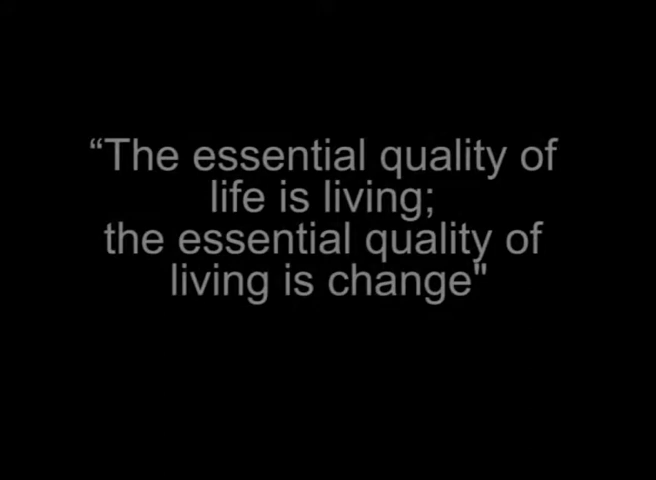 “The essential quality of
life is living;
the essential quality of
living is change"